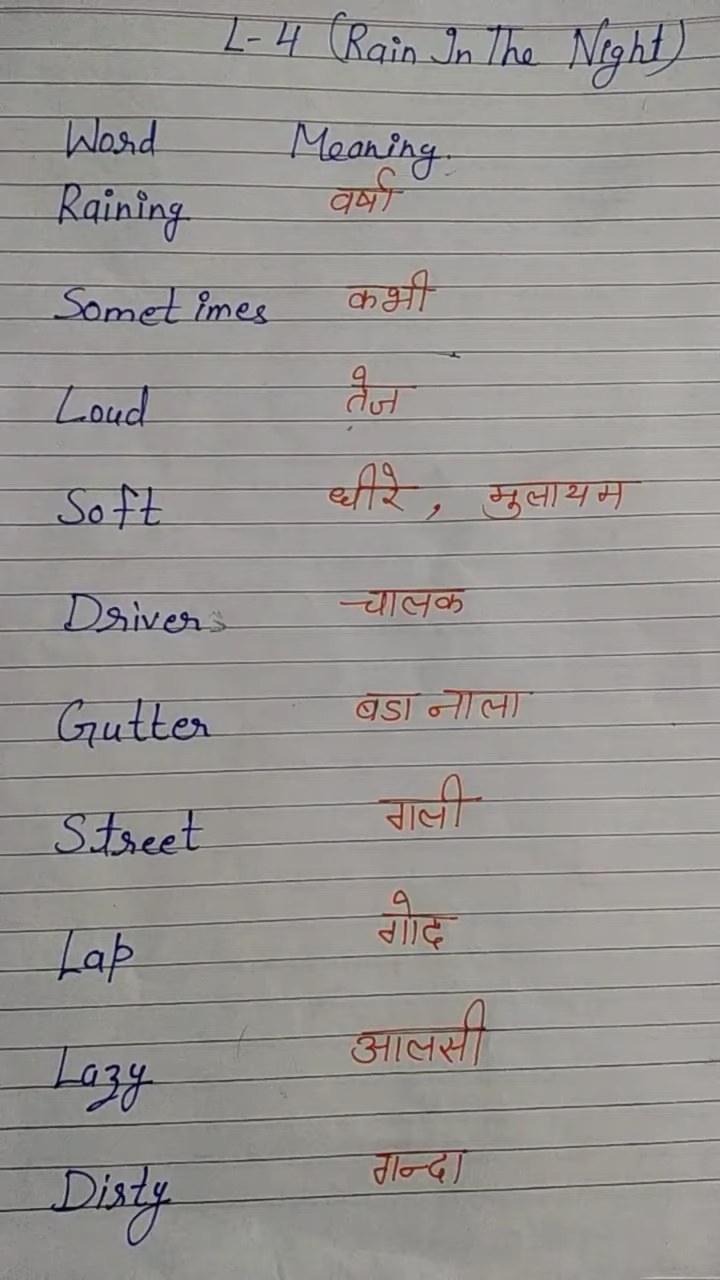 L-4 (Rain In The Night)
Word Meaning.
Raining वर्षा
Sometimes कभी
Loud तेज
Soft धीरे, मुलायम
Driver चालक
Gutter बडा नाला
Street गली
Lap गोद
Lazy आलसी
Dirty गन्दा